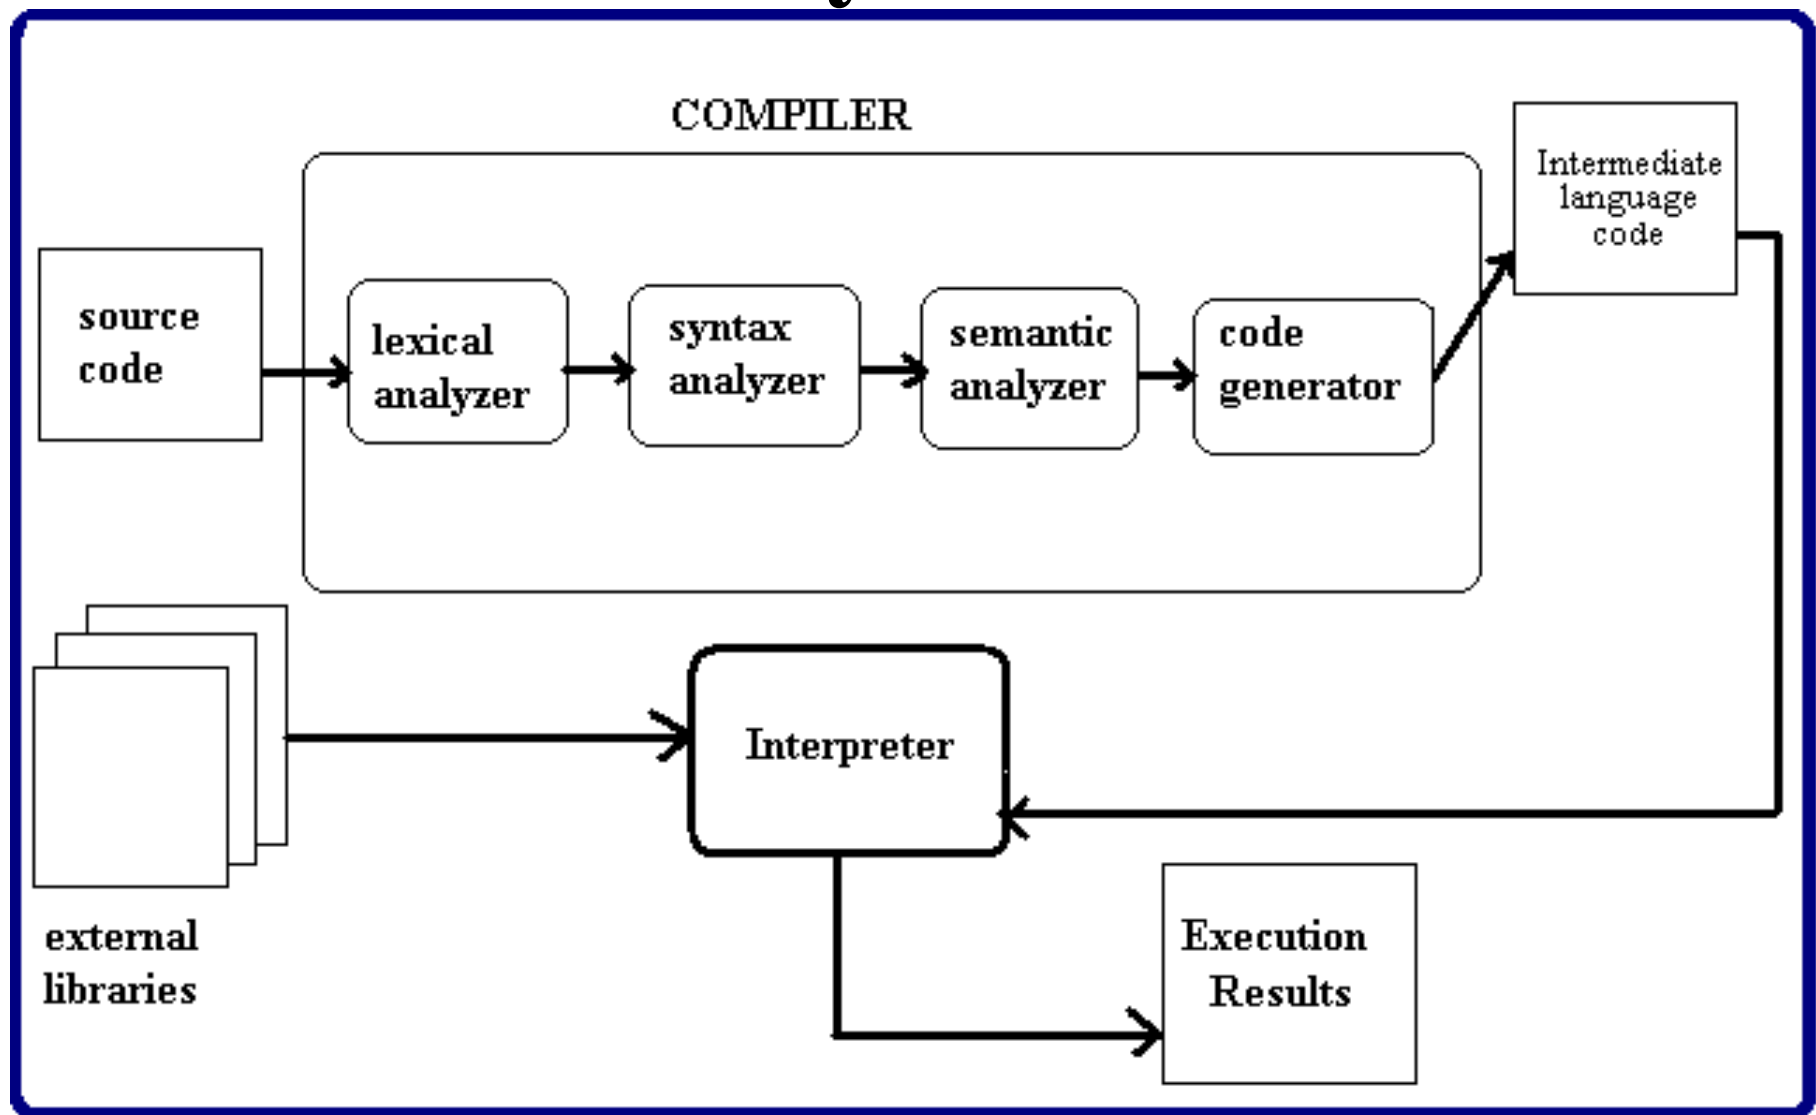 COMPILER
Intermediate
language
code
source
code
lexical
analyzer
syntax
analyzer
semantic
analyzer
code
generator
Interpreter
external
libraries
Execution
Results